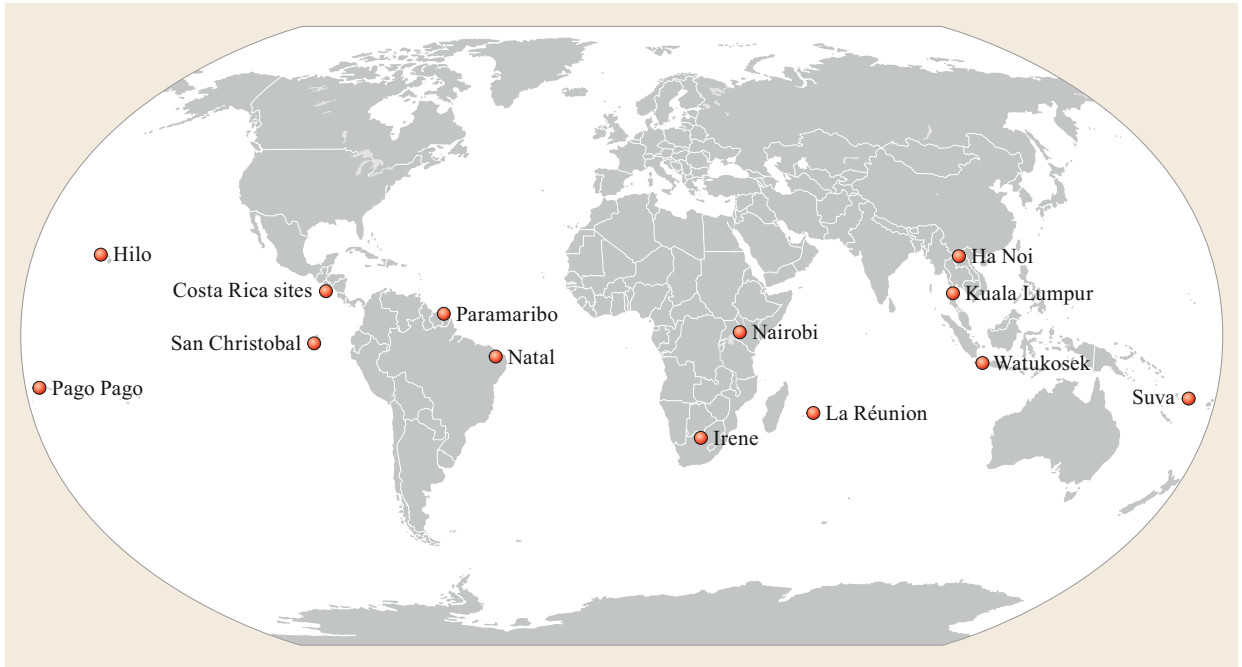 Hilo
Ha Noi
Costa Rica sites
Kuala Lumpur
Paramaribo
Nairobi
San Christobal
Natal
Watukosek
Pago Pago
Suva
La Réunion
Irene